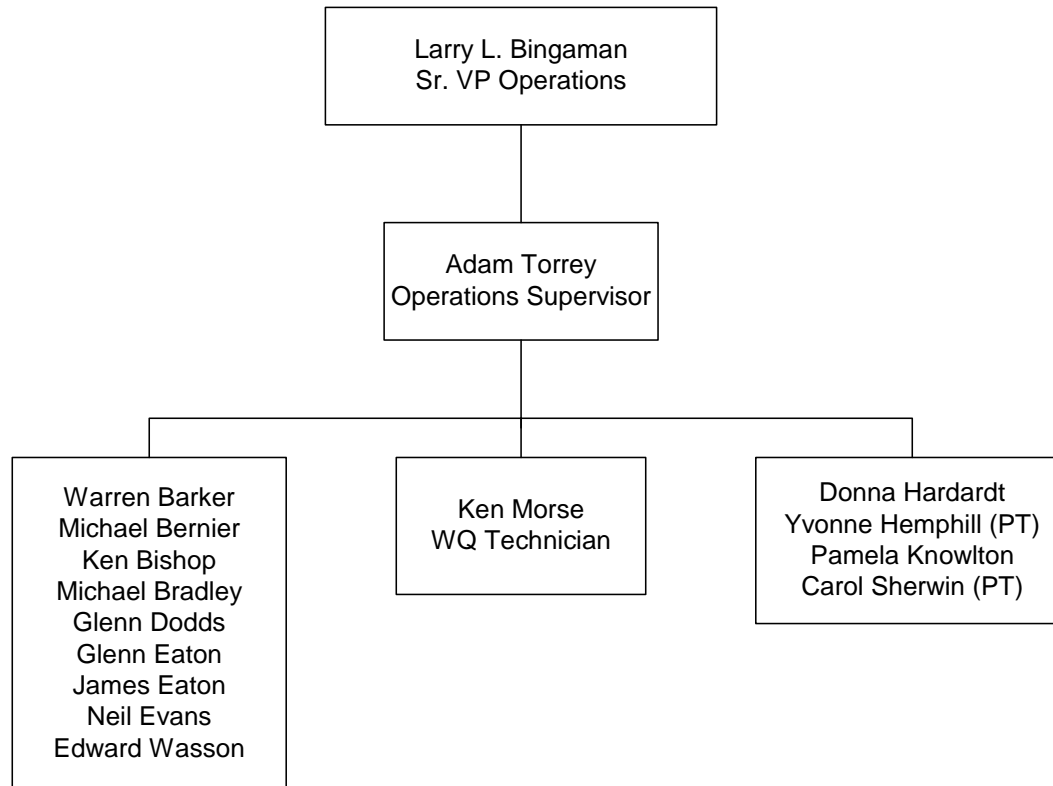 Larry L. Bingaman
Sr. VP Operations
Adam Torrey
Operations Supervisor
Warren Barker
Michael Bernier
Ken Bishop
Michael Bradley
Glenn Dodds
Glenn Eaton
James Eaton
Neil Evans
Edward Wasson
Ken Morse
WQ Technician
Donna Hardardt
Yvonne Hemphill (PT)
Pamela Knowlton
Carol Sherwin (PT)